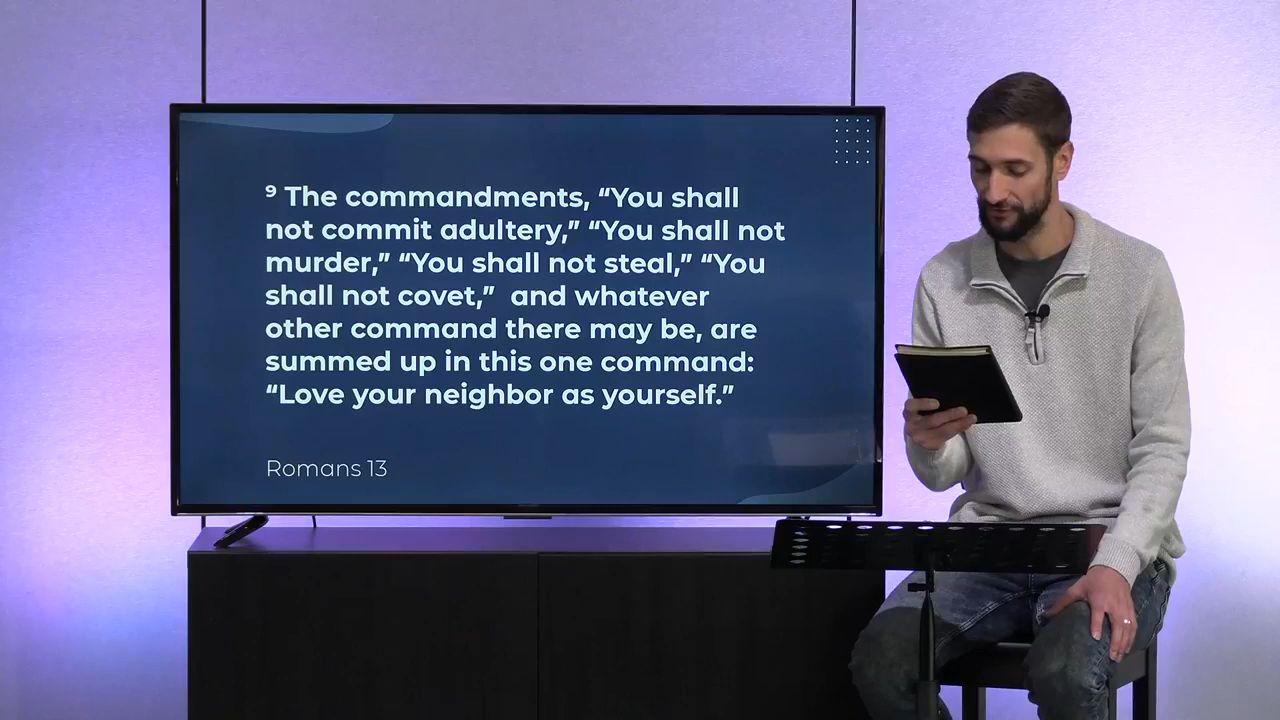 ⁹ The commandments, “You shall
not commit adultery,” “You shall not
murder,” “You shall not steal,” “You
shall not covet,”  and whatever
other command there may be, are
summed up in this one command:
“Love your neighbor as yourself.”
Romans 13